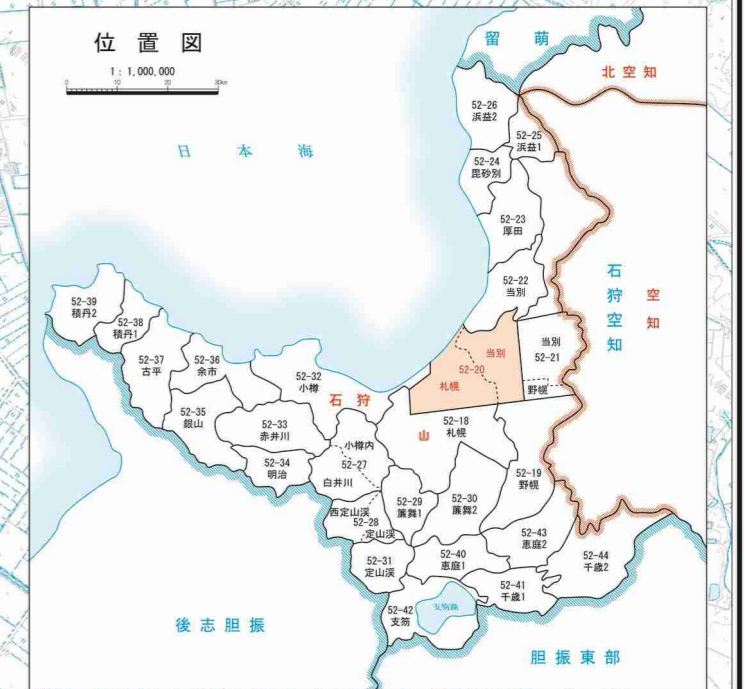 位置図
1：1,000,000
0 10 20 30km
留萌
北空知
日本海
52-26
浜益2
52-25
浜益1
52-24
毘砂別
52-23
厚田
52-22
当別
石狩空知
空知
52-39
積丹2
52-38
積丹1
52-37
古平
52-36
余市
52-32
小樽
当別
52-20
札幌
当別
52-21
野幌
石狩
52-35
銀山
52-33
赤井川
小樽内
52-27
白井川
山
52-18
札幌
52-34
明治
52-19
野幌
西定山渓
52-28
定山渓
52-29
簾舞1
52-30
簾舞2
52-43
恵庭2
52-31
定山渓
52-40
恵庭1
52-44
千歳2
52-41
千歳1
52-42
支笏
支笏湖
後志胆振
胆振東部